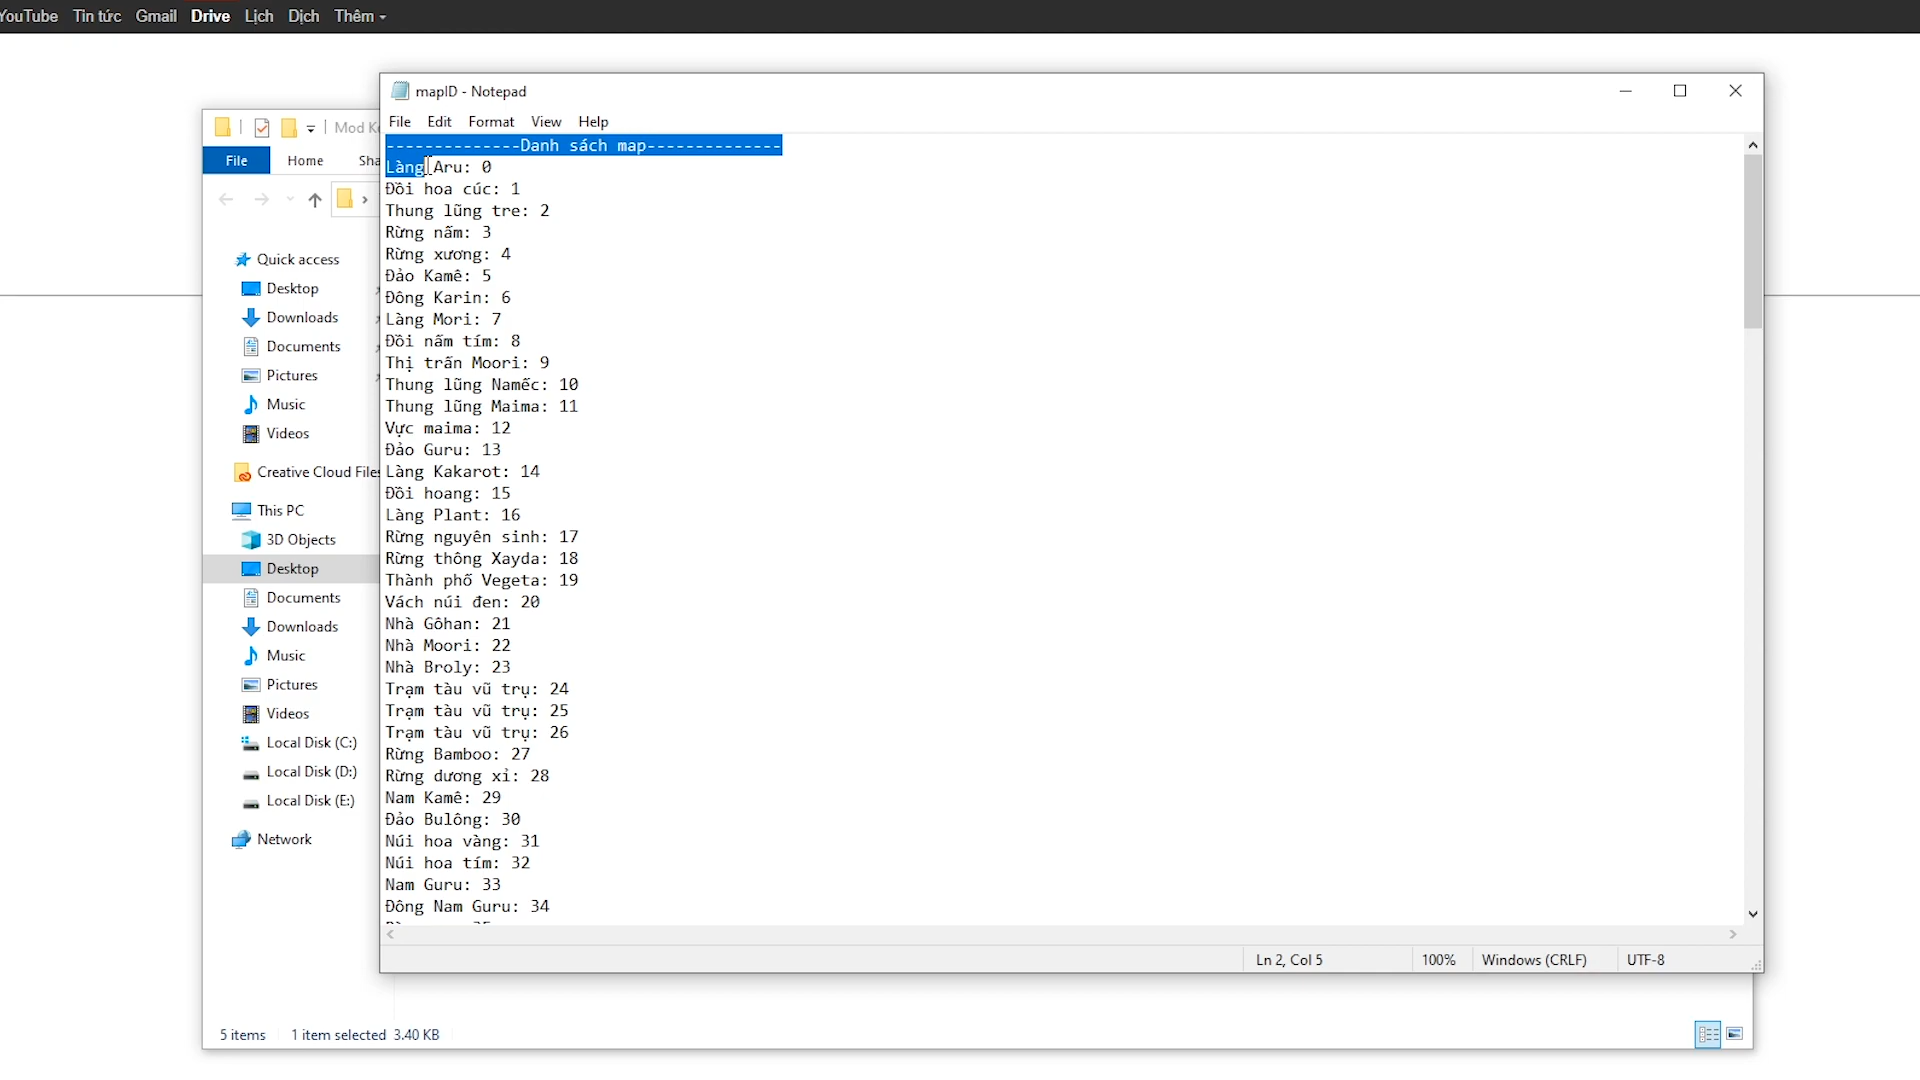 YouTube Tin tức Gmail Drive Lịch Dịch Thêm
mapID - Notepad
File Edit Format View Help
Mod
File Home
Quick access
Desktop
Downloads
Documents
Pictures
Music
Videos
Creative Cloud Files
This PC
3D Objects
Desktop
Documents
Downloads
Music
Pictures
Videos
Local Disk (C:)
Local Disk (D:)
Local Disk (E:)
Network
--------------Danh sách map--------------
Làng Aru: 0
Đồi hoa cúc: 1
Thung lũng tre: 2
Rừng nấm: 3
Rừng xương: 4
Đảo Kamê: 5
Đông Karin: 6
Làng Mori: 7
Đồi nấm tím: 8
Thị trấn Moori: 9
Thung lũng Namếc: 10
Thung lũng Maima: 11
Vực maima: 12
Đảo Guru: 13
Làng Kakarot: 14
Đồi hoang: 15
Làng Plant: 16
Rừng nguyên sinh: 17
Rừng thông Xayda: 18
Thành phố Vegeta: 19
Vách núi đen: 20
Nhà Gôhan: 21
Nhà Moori: 22
Nhà Broly: 23
Trạm tàu vũ trụ: 24
Trạm tàu vũ trụ: 25
Trạm tàu vũ trụ: 26
Rừng Bamboo: 27
Rừng dương xỉ: 28
Nam Kamê: 29
Đảo Bulông: 30
Núi hoa vàng: 31
Núi hoa tím: 32
Nam Guru: 33
Đông Nam Guru: 34
Ln 2, Col 5 100% Windows (CRLF) UTF-8
5 items 1 item selected 3.40 KB